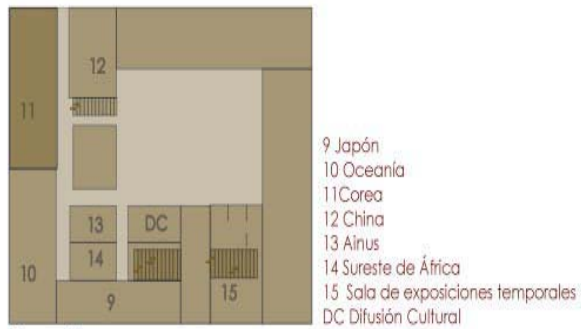 12
11
13
DC
14
10
9
15
9 Japón
10 Oceanía
11Corea
12 China
13 Ainus
14 Sureste de África
15 Sala de exposiciones temporales
DC Difusión Cultural